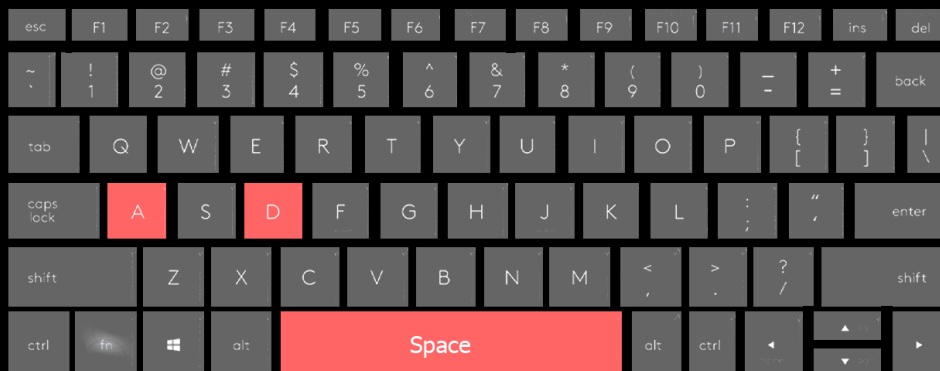 esc F1 F2 F3 F4 F5 F6 F7 F8 F9 F10 F11 F12 ins del
~ ! @ # $ % ^ & * ( ) _ +
` 1 2 3 4 5 6 7 8 9 0 - = back
{ } |
tab Q W E R T Y U I O P [ ] \
caps : “
lock A S D F G H J K L ; ‘ enter
< > ?
shift Z X C V B N M , . / shift
ctrl fn alt Space alt ctrl ◄ ▲ ▼ ►